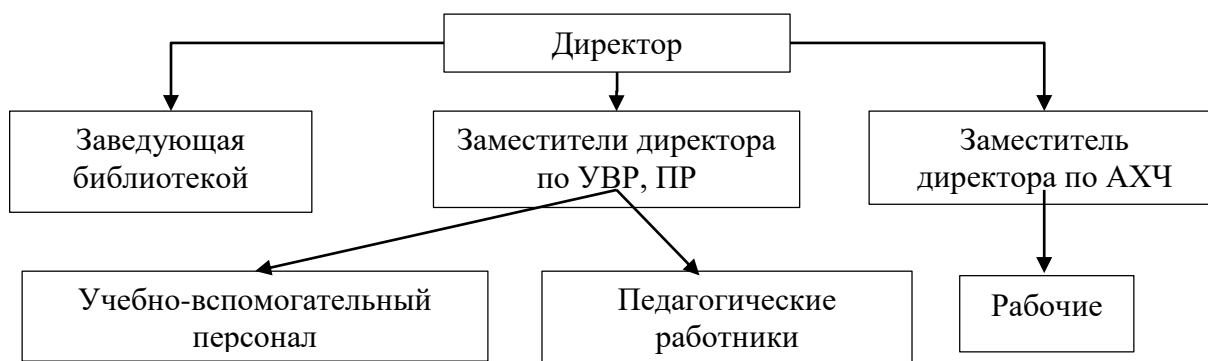 Директор
Заведующая
библиотекой
Заместители директора
по УВР, ПР
Заместитель
директора по АХЧ
Учебно-вспомогательный
персонал
Педагогические
работники
Рабочие